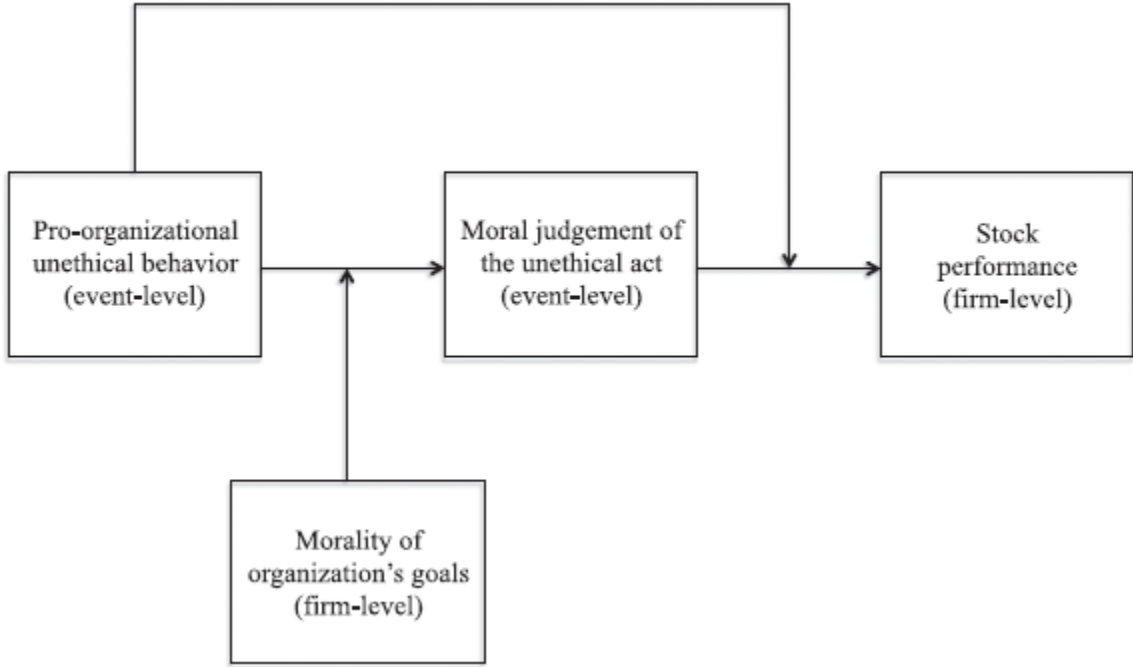 Pro-organizational
unethical behavior
(event-level)
Moral judgement of
the unethical act
(event-level)
Stock
performance
(firm-level)
Morality of
organization’s goals
(firm-level)